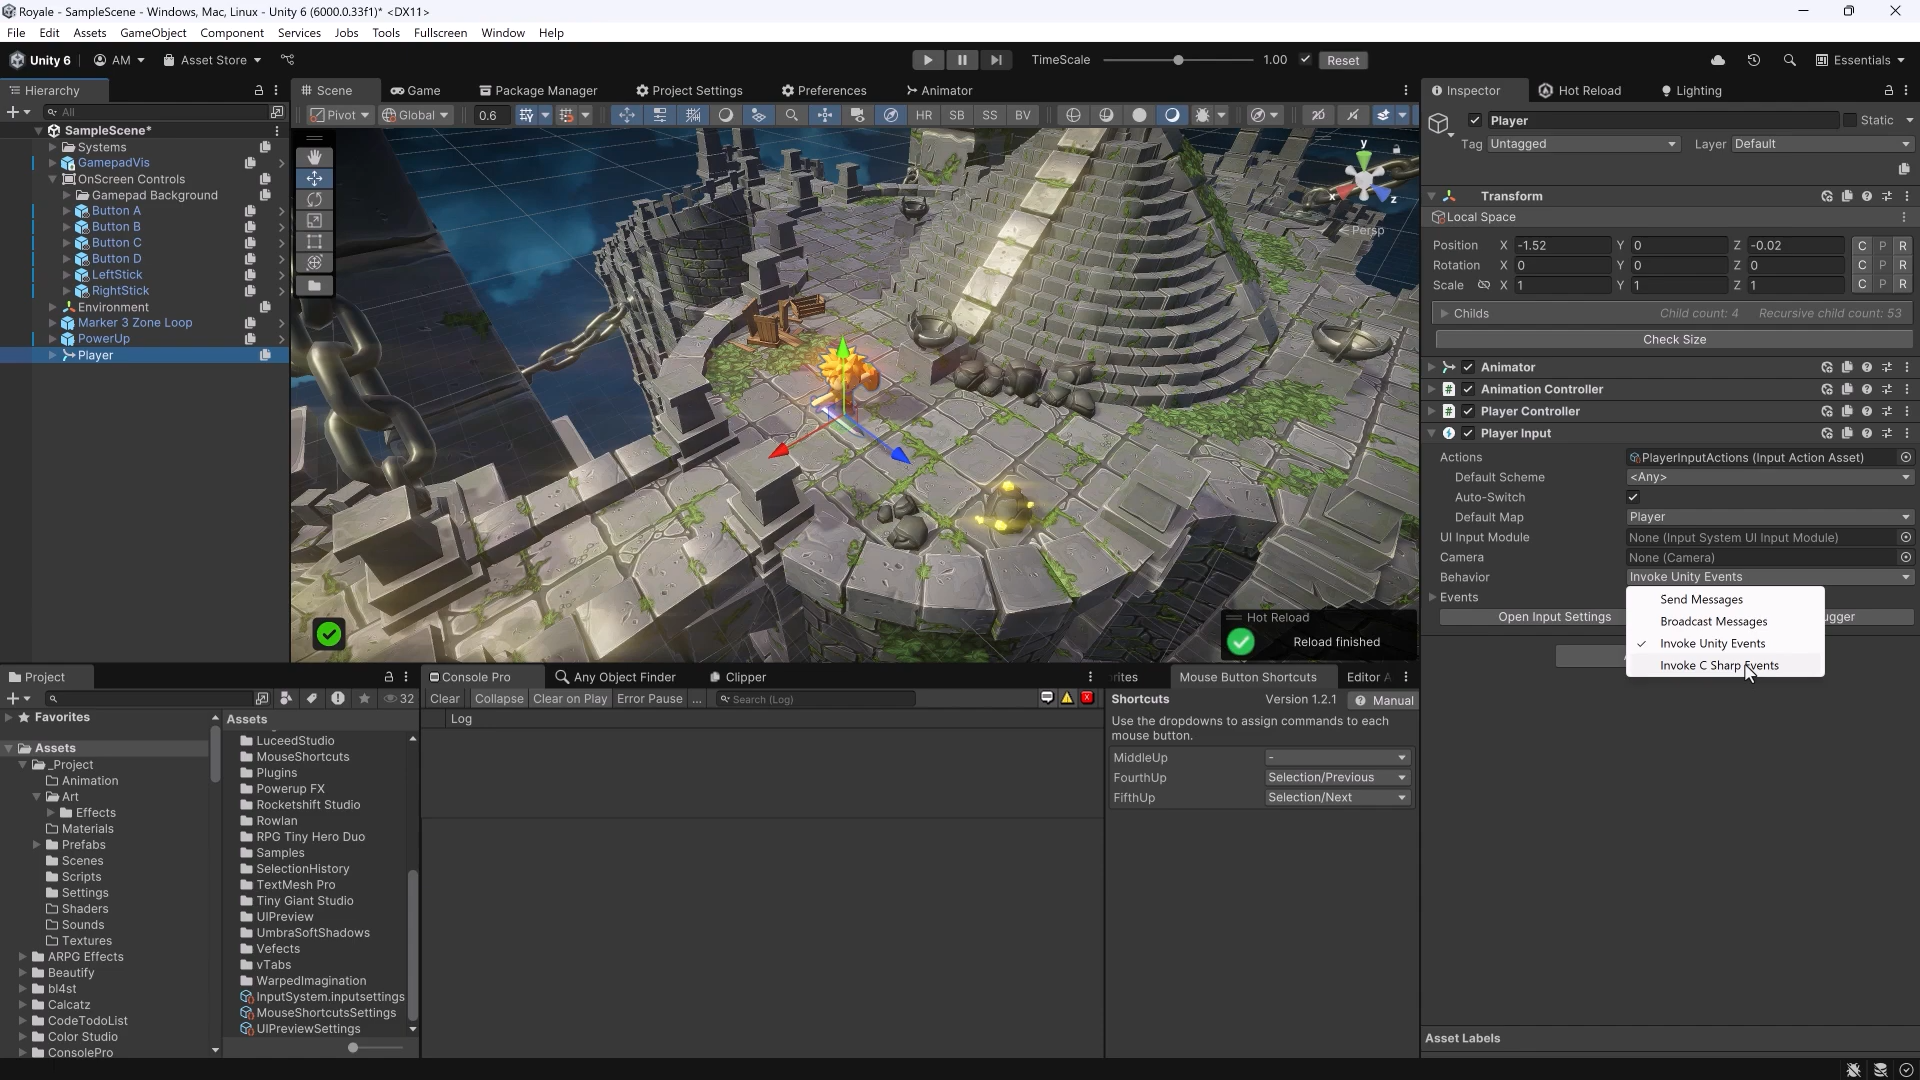 Royale - SampleScene - Windows, Mac, Linux - Unity 6 (6000.0.33f1)* <DX11>
File Edit Assets GameObject Component Services Jobs Tools Fullscreen Window Help
Unity 6 AM Asset Store TimeScale 1.00 Reset Essentials
Hierarchy
All
SampleScene*
Systems
GamepadVis
OnScreen Controls
Gamepad Background
Button A
Button B
Button C
Button D
LeftStick
RightStick
Environment
Marker 3 Zone Loop
PowerUp
Player
Scene Game Package Manager Project Settings Preferences Animator
Pivot Global 0.6 HR SB SS BV 2D
y
x
z
Persp
Hot Reload
Reload finished
Inspector Hot Reload Lighting
Player Static
Tag Untagged Layer Default
Transform
Local Space
Position X -1.52 Y 0 Z -0.02 C P R
Rotation X 0 Y 0 Z 0 C P R
Scale X 1 Y 1 Z 1 C P R
Childs Child count: 4 Recursive child count: 53
Check Size
Animator
# Animation Controller
# Player Controller
Player Input
Actions PlayerInputActions (Input Action Asset)
Default Scheme <Any>
Auto-Switch
Default Map Player
UI Input Module None (Input System UI Input Module)
Camera None (Camera)
Behavior Invoke Unity Events
Events
Open Input Settings ugger
Send Messages
Broadcast Messages
Invoke Unity Events
Invoke C Sharp Events
Asset Labels
Project
32
Favorites
Assets
_Project
Animation
Art
Effects
Materials
Prefabs
Scenes
Scripts
Settings
Shaders
Sounds
Textures
ARPG Effects
Beautify
bl4st
Calcatz
CodeTodoList
Color Studio
ConsolePro
Assets
LuceedStudio
MouseShortcuts
Plugins
Powerup FX
Rocketshift Studio
Rowlan
RPG Tiny Hero Duo
Samples
SelectionHistory
TextMesh Pro
Tiny Giant Studio
UIPreview
UmbraSoftShadows
Vefects
vTabs
WarpedImagination
InputSystem.inputsettings
MouseShortcutsSettings
UIPreviewSettings
Console Pro Any Object Finder Clipper
Clear Collapse Clear on Play Error Pause ... Search (Log)
Log
rites Mouse Button Shortcuts Editor A
Shortcuts Version 1.2.1 Manual
Use the dropdowns to assign commands to each
mouse button.
MiddleUp -
FourthUp Selection/Previous
FifthUp Selection/Next